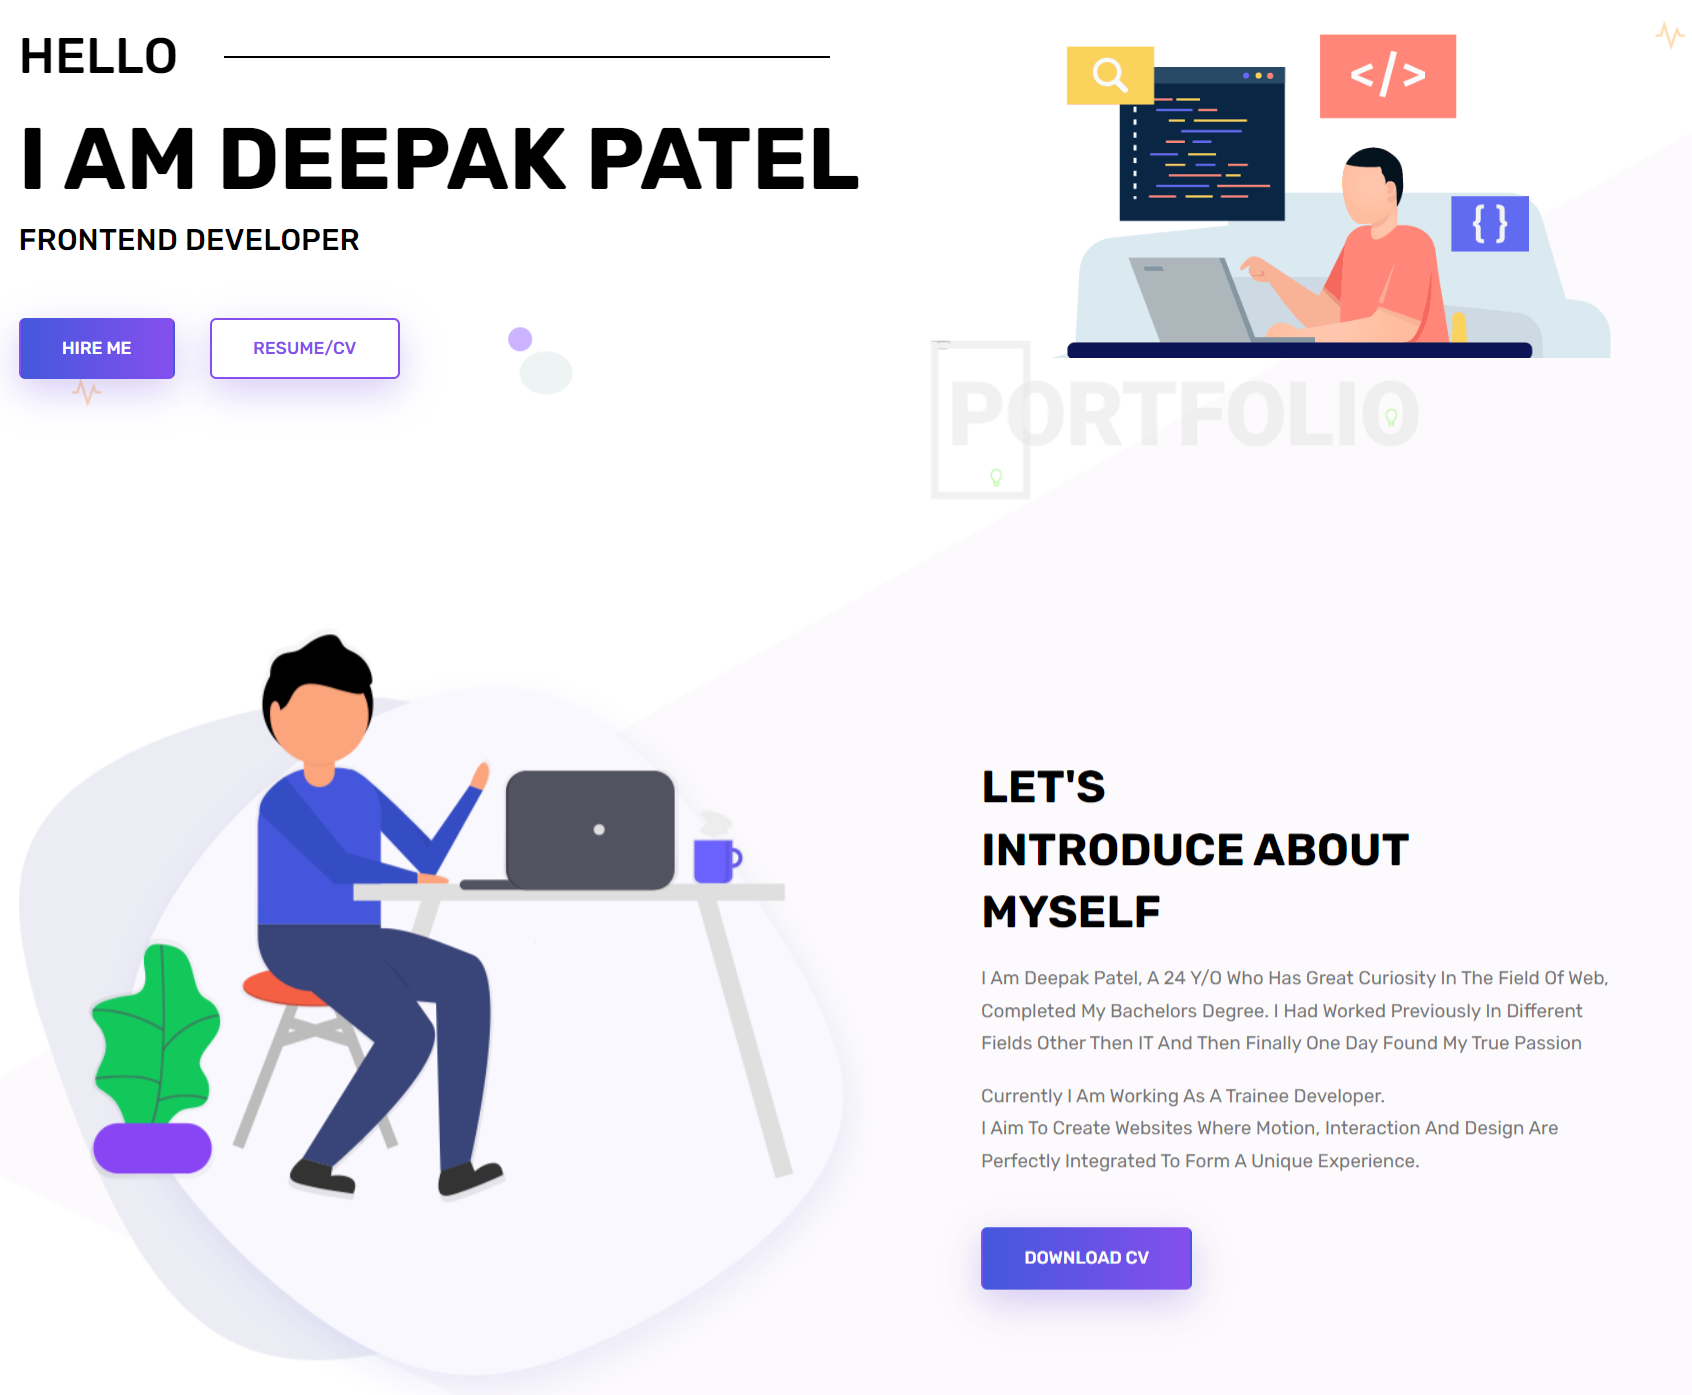 HELLO
I AM DEEPAK PATEL
FRONTEND DEVELOPER
HIRE ME
RESUME/CV
</>
{ }
PORTFOLIO
LET'S
INTRODUCE ABOUT
MYSELF
I Am Deepak Patel, A 24 Y/O Who Has Great Curiosity In The Field Of Web,
Completed My Bachelors Degree. I Had Worked Previously In Different
Fields Other Then IT And Then Finally One Day Found My True Passion
Currently I Am Working As A Trainee Developer.
I Aim To Create Websites Where Motion, Interaction And Design Are
Perfectly Integrated To Form A Unique Experience.
DOWNLOAD CV